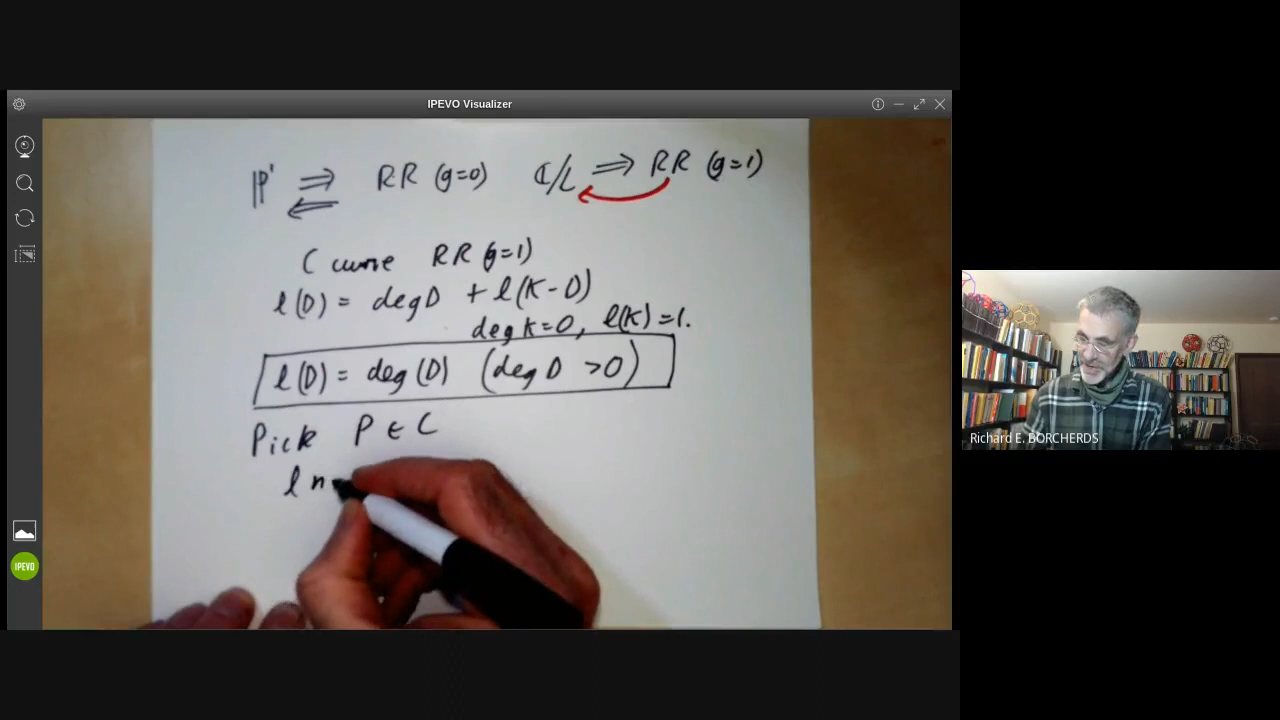 IPEVO Visualizer
ℙ¹ ⟹ RR (g=0) ℂ/L ⟹ RR (g=1)
⟸
C curve RR (g=1)
l(D) = deg D + l(K-D)
deg K=0, l(K)=1.
l(D) = deg(D) (deg D >0)
Pick P ∈ C
l n
Richard E. BORCHERDS
IPEVO